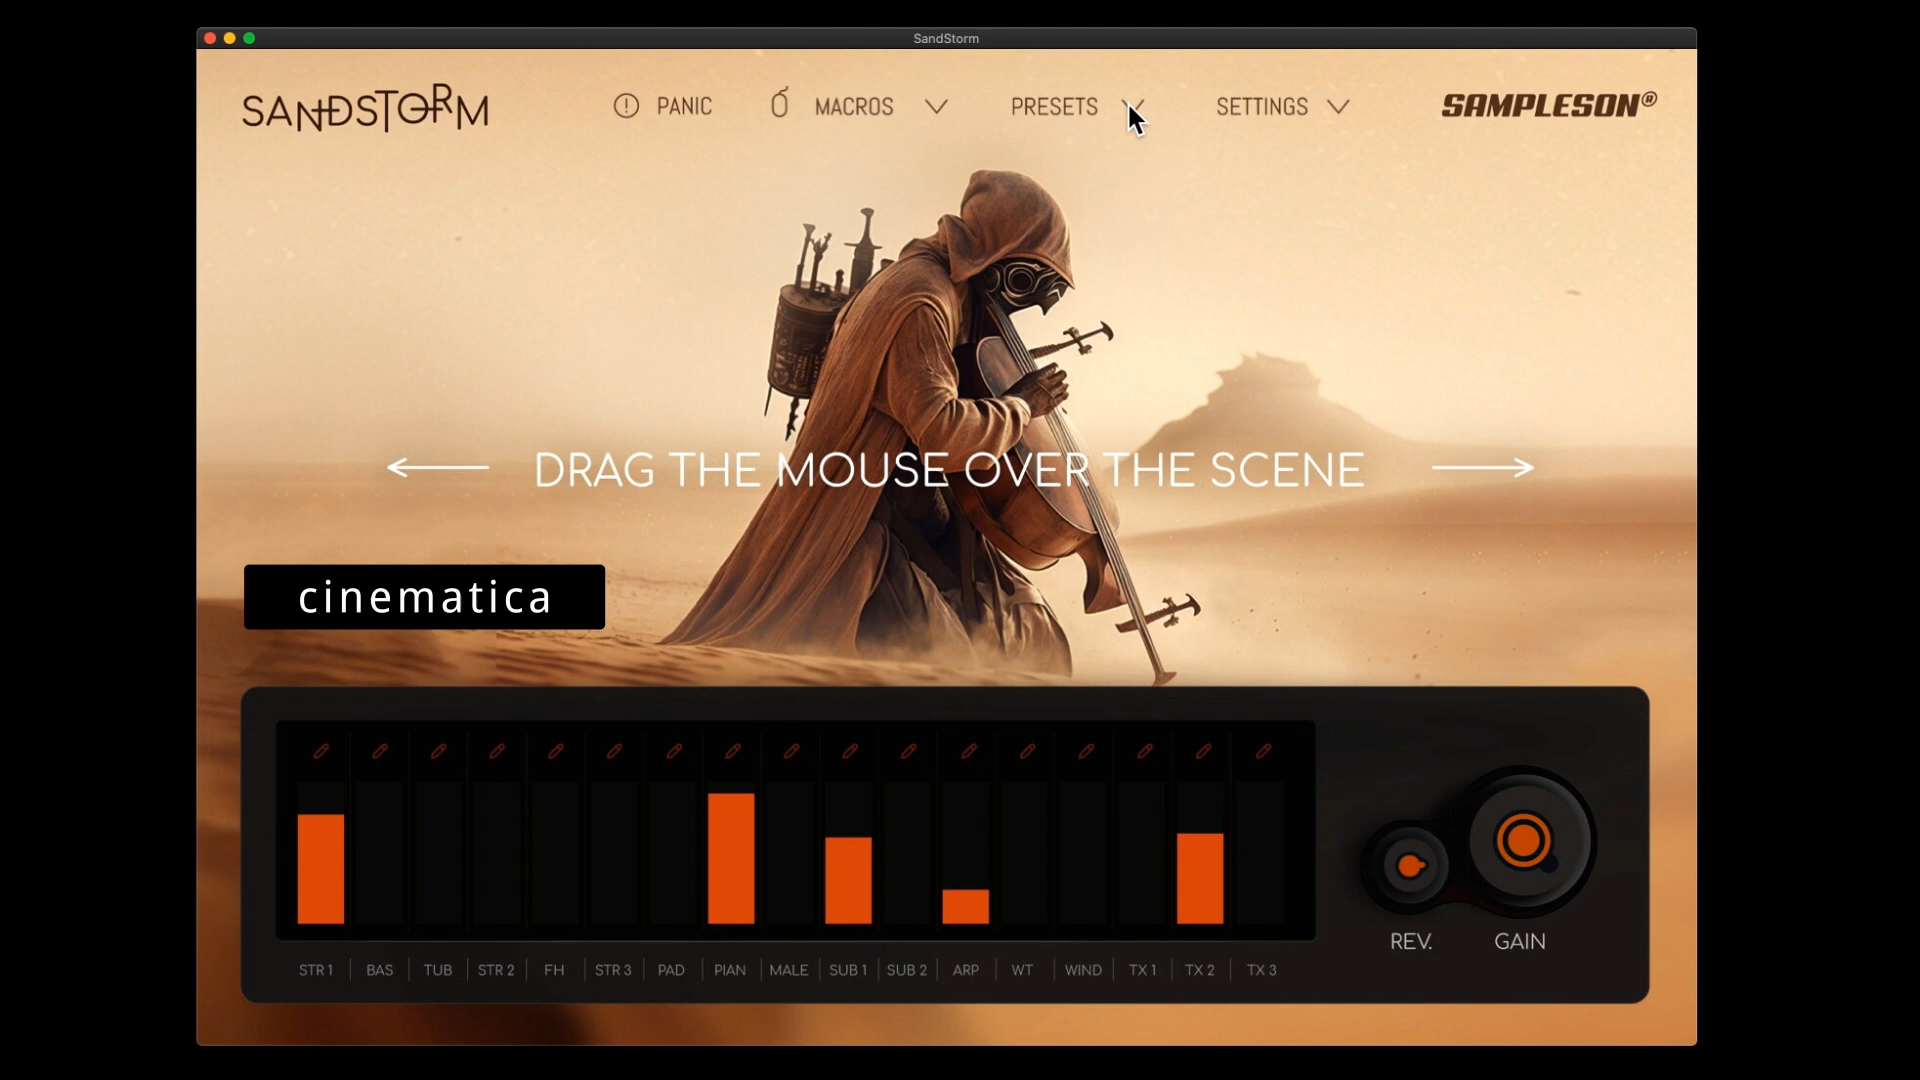 SandStorm
SANDSTORM
PANIC
MACROS
PRESETS
SETTINGS
SAMPLESON®
DRAG THE MOUSE OVER THE SCENE
cinematica
STR 1 BAS TUB STR 2 FH STR 3 PAD PIAN MALE SUB 1 SUB 2 ARP WT WIND TX 1 TX 2 TX 3
REV. GAIN